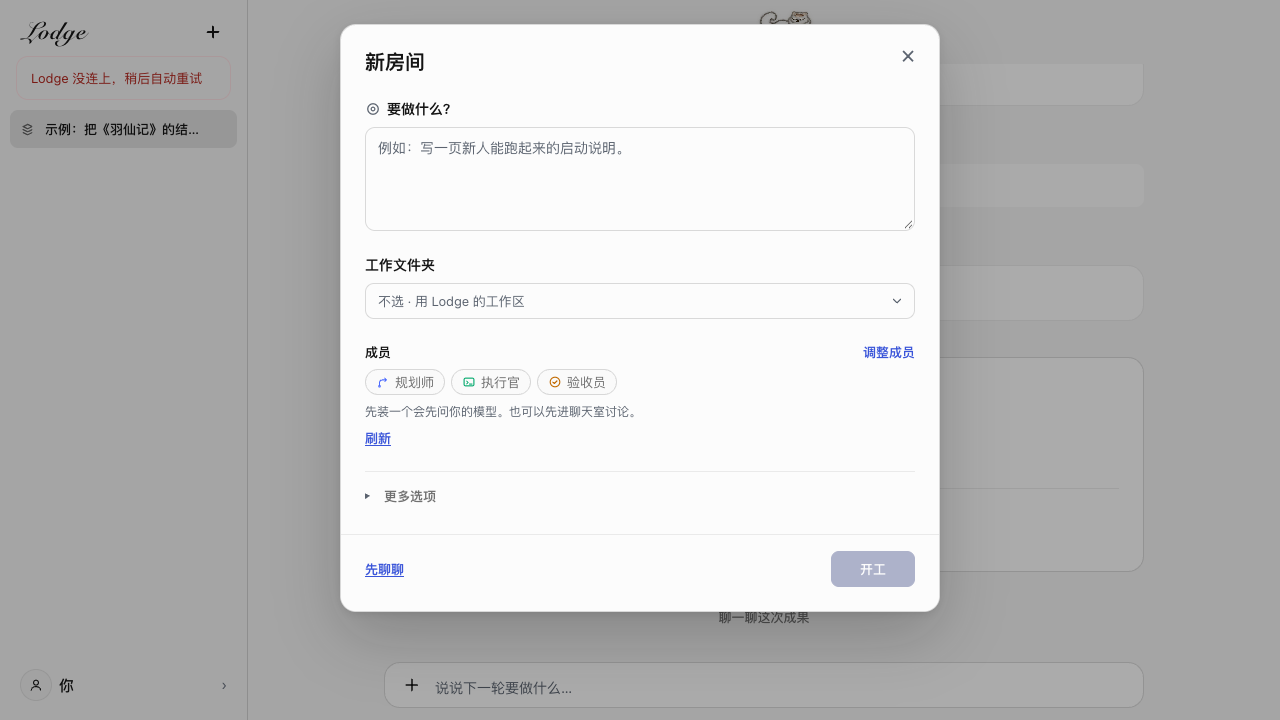 Lodge
Lodge 没连上，稍后自动重试
示例：把《羽仙记》的结...
你
新房间
要做什么？
例如：写一页新人能跑起来的启动说明。
工作文件夹
不选 · 用 Lodge 的工作区
成员
调整成员
规划师
执行官
验收员
先装一个会先问你的模型。也可以先进聊天室讨论。
刷新
更多选项
先聊聊
开工
聊一聊这次成果
说说下一轮要做什么...